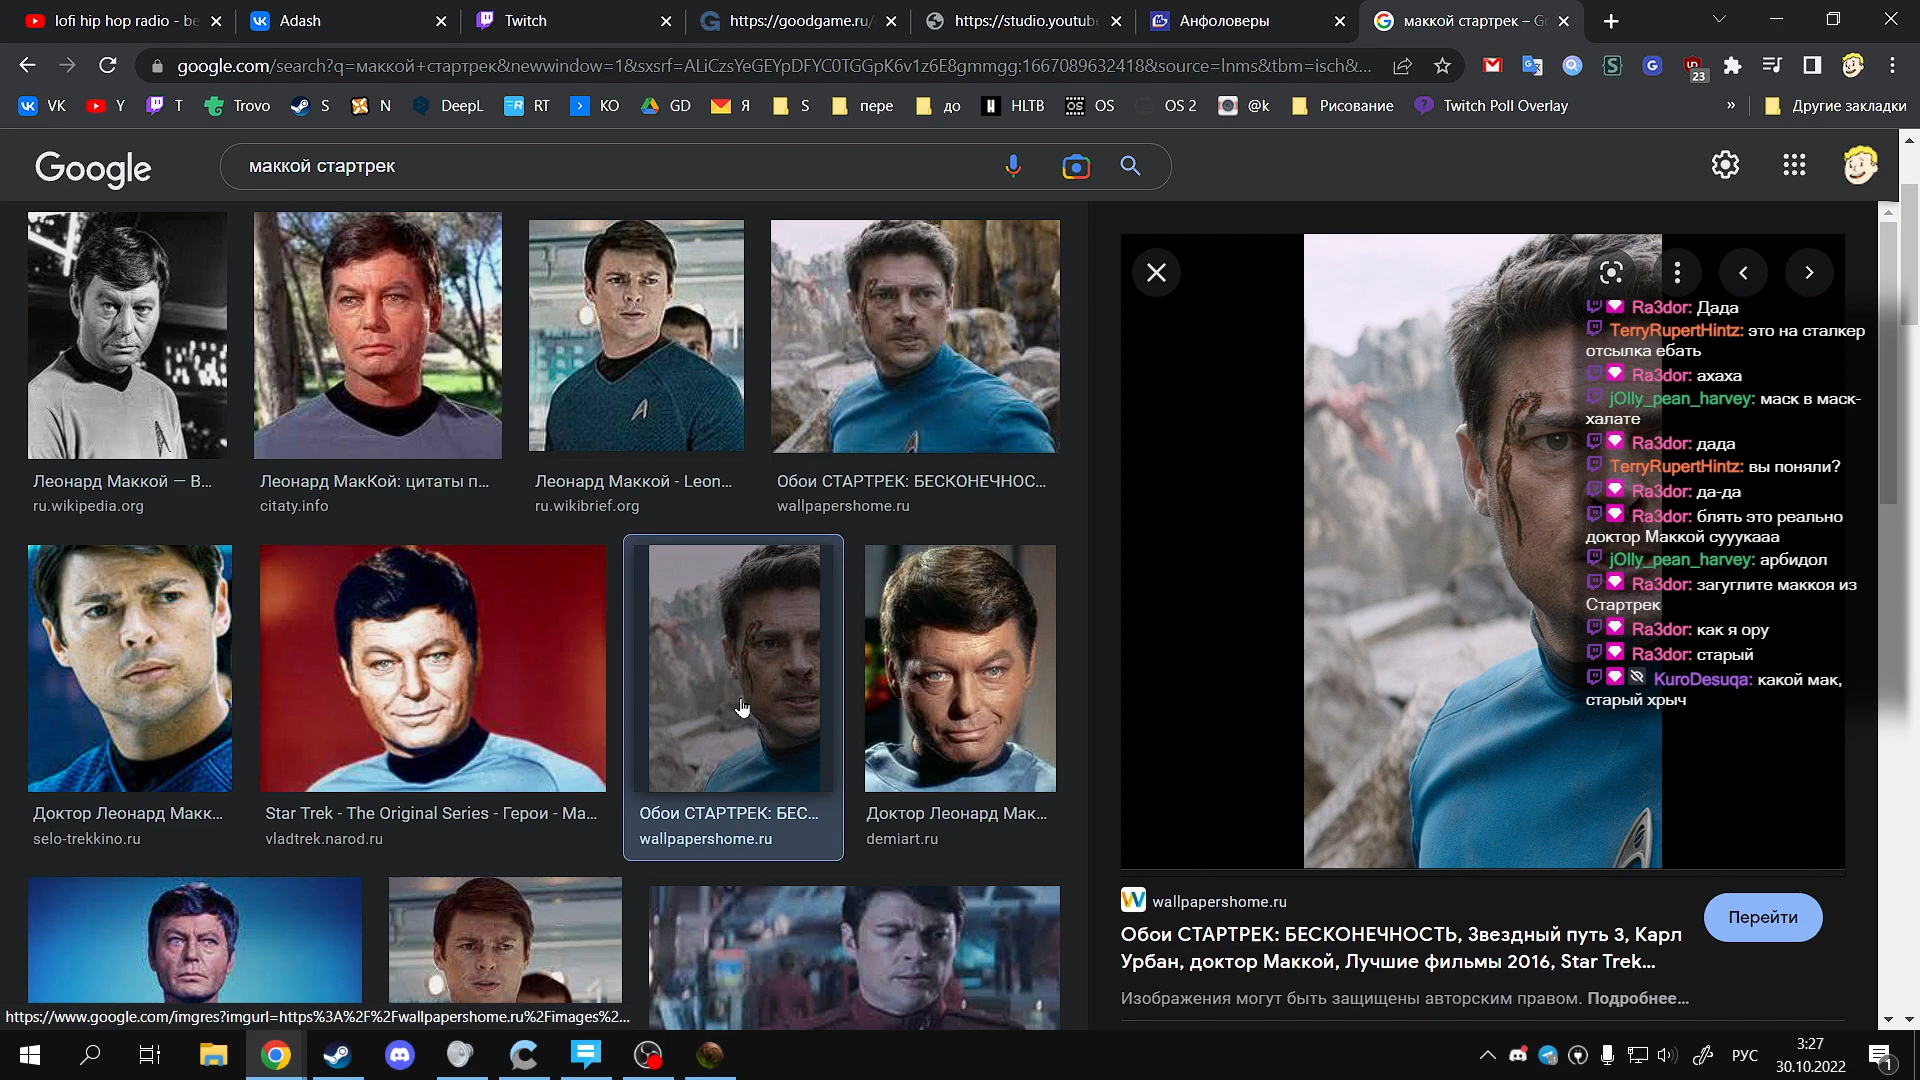 lofi hip hop radio - be
Adash
Twitch
https://goodgame.ru/
https://studio.youtube
Анфоловеры
маккой стартрек – Go
google.com/search?q=маккой+стартрек&newwindow=1&sxsrf=ALiCzsYeGEYpDFYC0TGGpK6v1z6E8gmmgg:1667089632418&source=lnms&tbm=isch&...
23
VK
Y
T
Trovo
S
N
DeepL
RT
KO
GD
Я
S
пере
до
HLTB
OS
OS 2
@k
Рисование
Twitch Poll Overlay
»
Другие закладки
Google
маккой стартрек
Леонард Маккой — В...
ru.wikipedia.org
Леонард МакКой: цитаты п...
citaty.info
Леонард Маккой - Leon...
ru.wikibrief.org
Обои СТАРТРЕК: БЕСКОНЕЧНОС...
wallpapershome.ru
Доктор Леонард Макк...
selo-trekkino.ru
Star Trek - The Original Series - Герои - Ма...
vladtrek.narod.ru
Обои СТАРТРЕК: БЕС...
wallpapershome.ru
Доктор Леонард Мак...
demiart.ru
Ra3dor: Дада
TerryRupertHintz: это на сталкер
отсылка ебать
Ra3dor: ахаха
jOlly_pean_harvey: маск в маск-
халате
Ra3dor: дада
TerryRupertHintz: вы поняли?
Ra3dor: да-да
Ra3dor: блять это реально
доктор Маккой сууукааа
jOlly_pean_harvey: арбидол
Ra3dor: загуглите маккоя из
Стартрек
Ra3dor: как я ору
Ra3dor: старый
KuroDesuqa: какой мак,
старый хрыч
wallpapershome.ru
Перейти
Обои СТАРТРЕК: БЕСКОНЕЧНОСТЬ, Звездный путь 3, Карл
Урбан, доктор Маккой, Лучшие фильмы 2016, Star Trek...
Изображения могут быть защищены авторским правом. Подробнее...
https://www.google.com/imgres?imgurl=https%3A%2F%2Fwallpapershome.ru%2Fimages%2...
РУС
3:27
30.10.2022
1